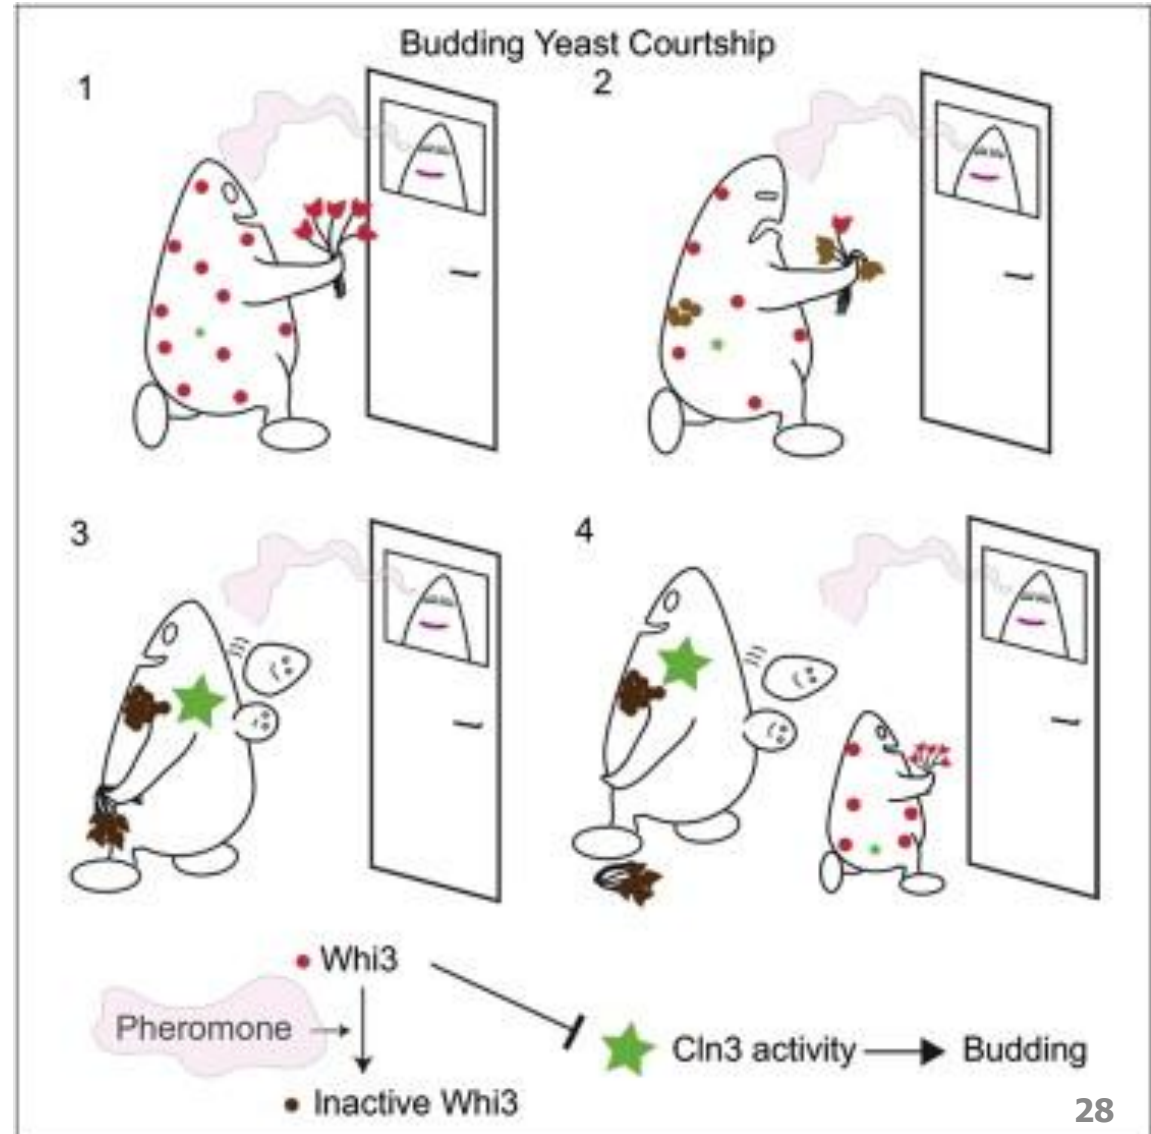 Budding Yeast Courtship
1
2
3
4
Whi3
Pheromone
Cln3 activity
Budding
Inactive Whi3
28